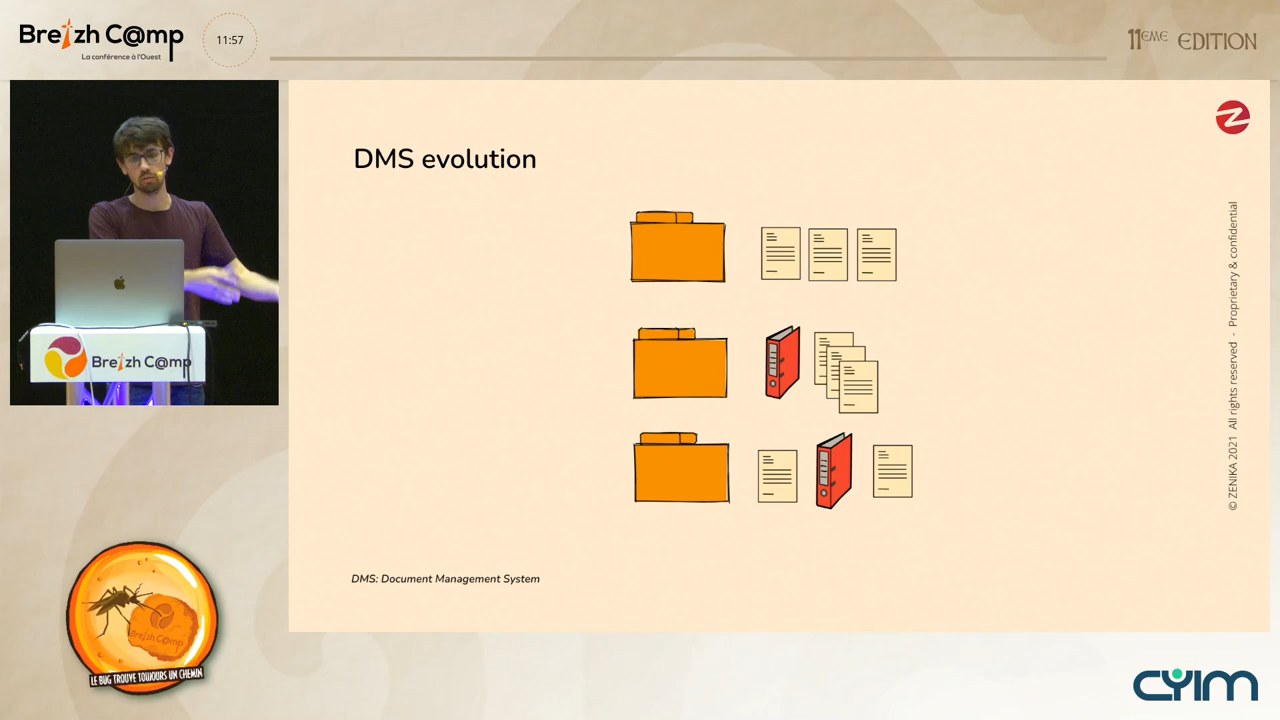 Breizh C@mp
La conférence à l'Ouest
11:57
11EME EDITION
DMS evolution
© ZENIKA 2021 All rights reserved - Proprietary & confidential
Breizh C@mp
DMS: Document Management System
Breizh C@mp
LE BUG TROUVE TOUJOURS UN CHEMIN
CYIM